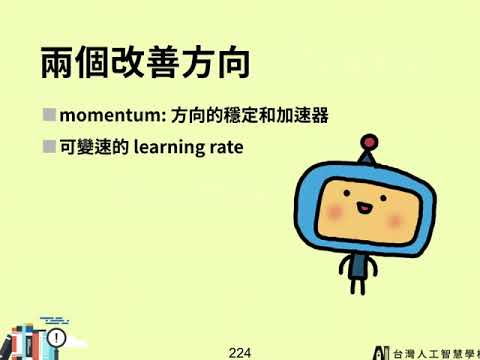 兩個改善方向
momentum: 方向的穩定和加速器
可變速的 learning rate
224
台灣人工智慧學校